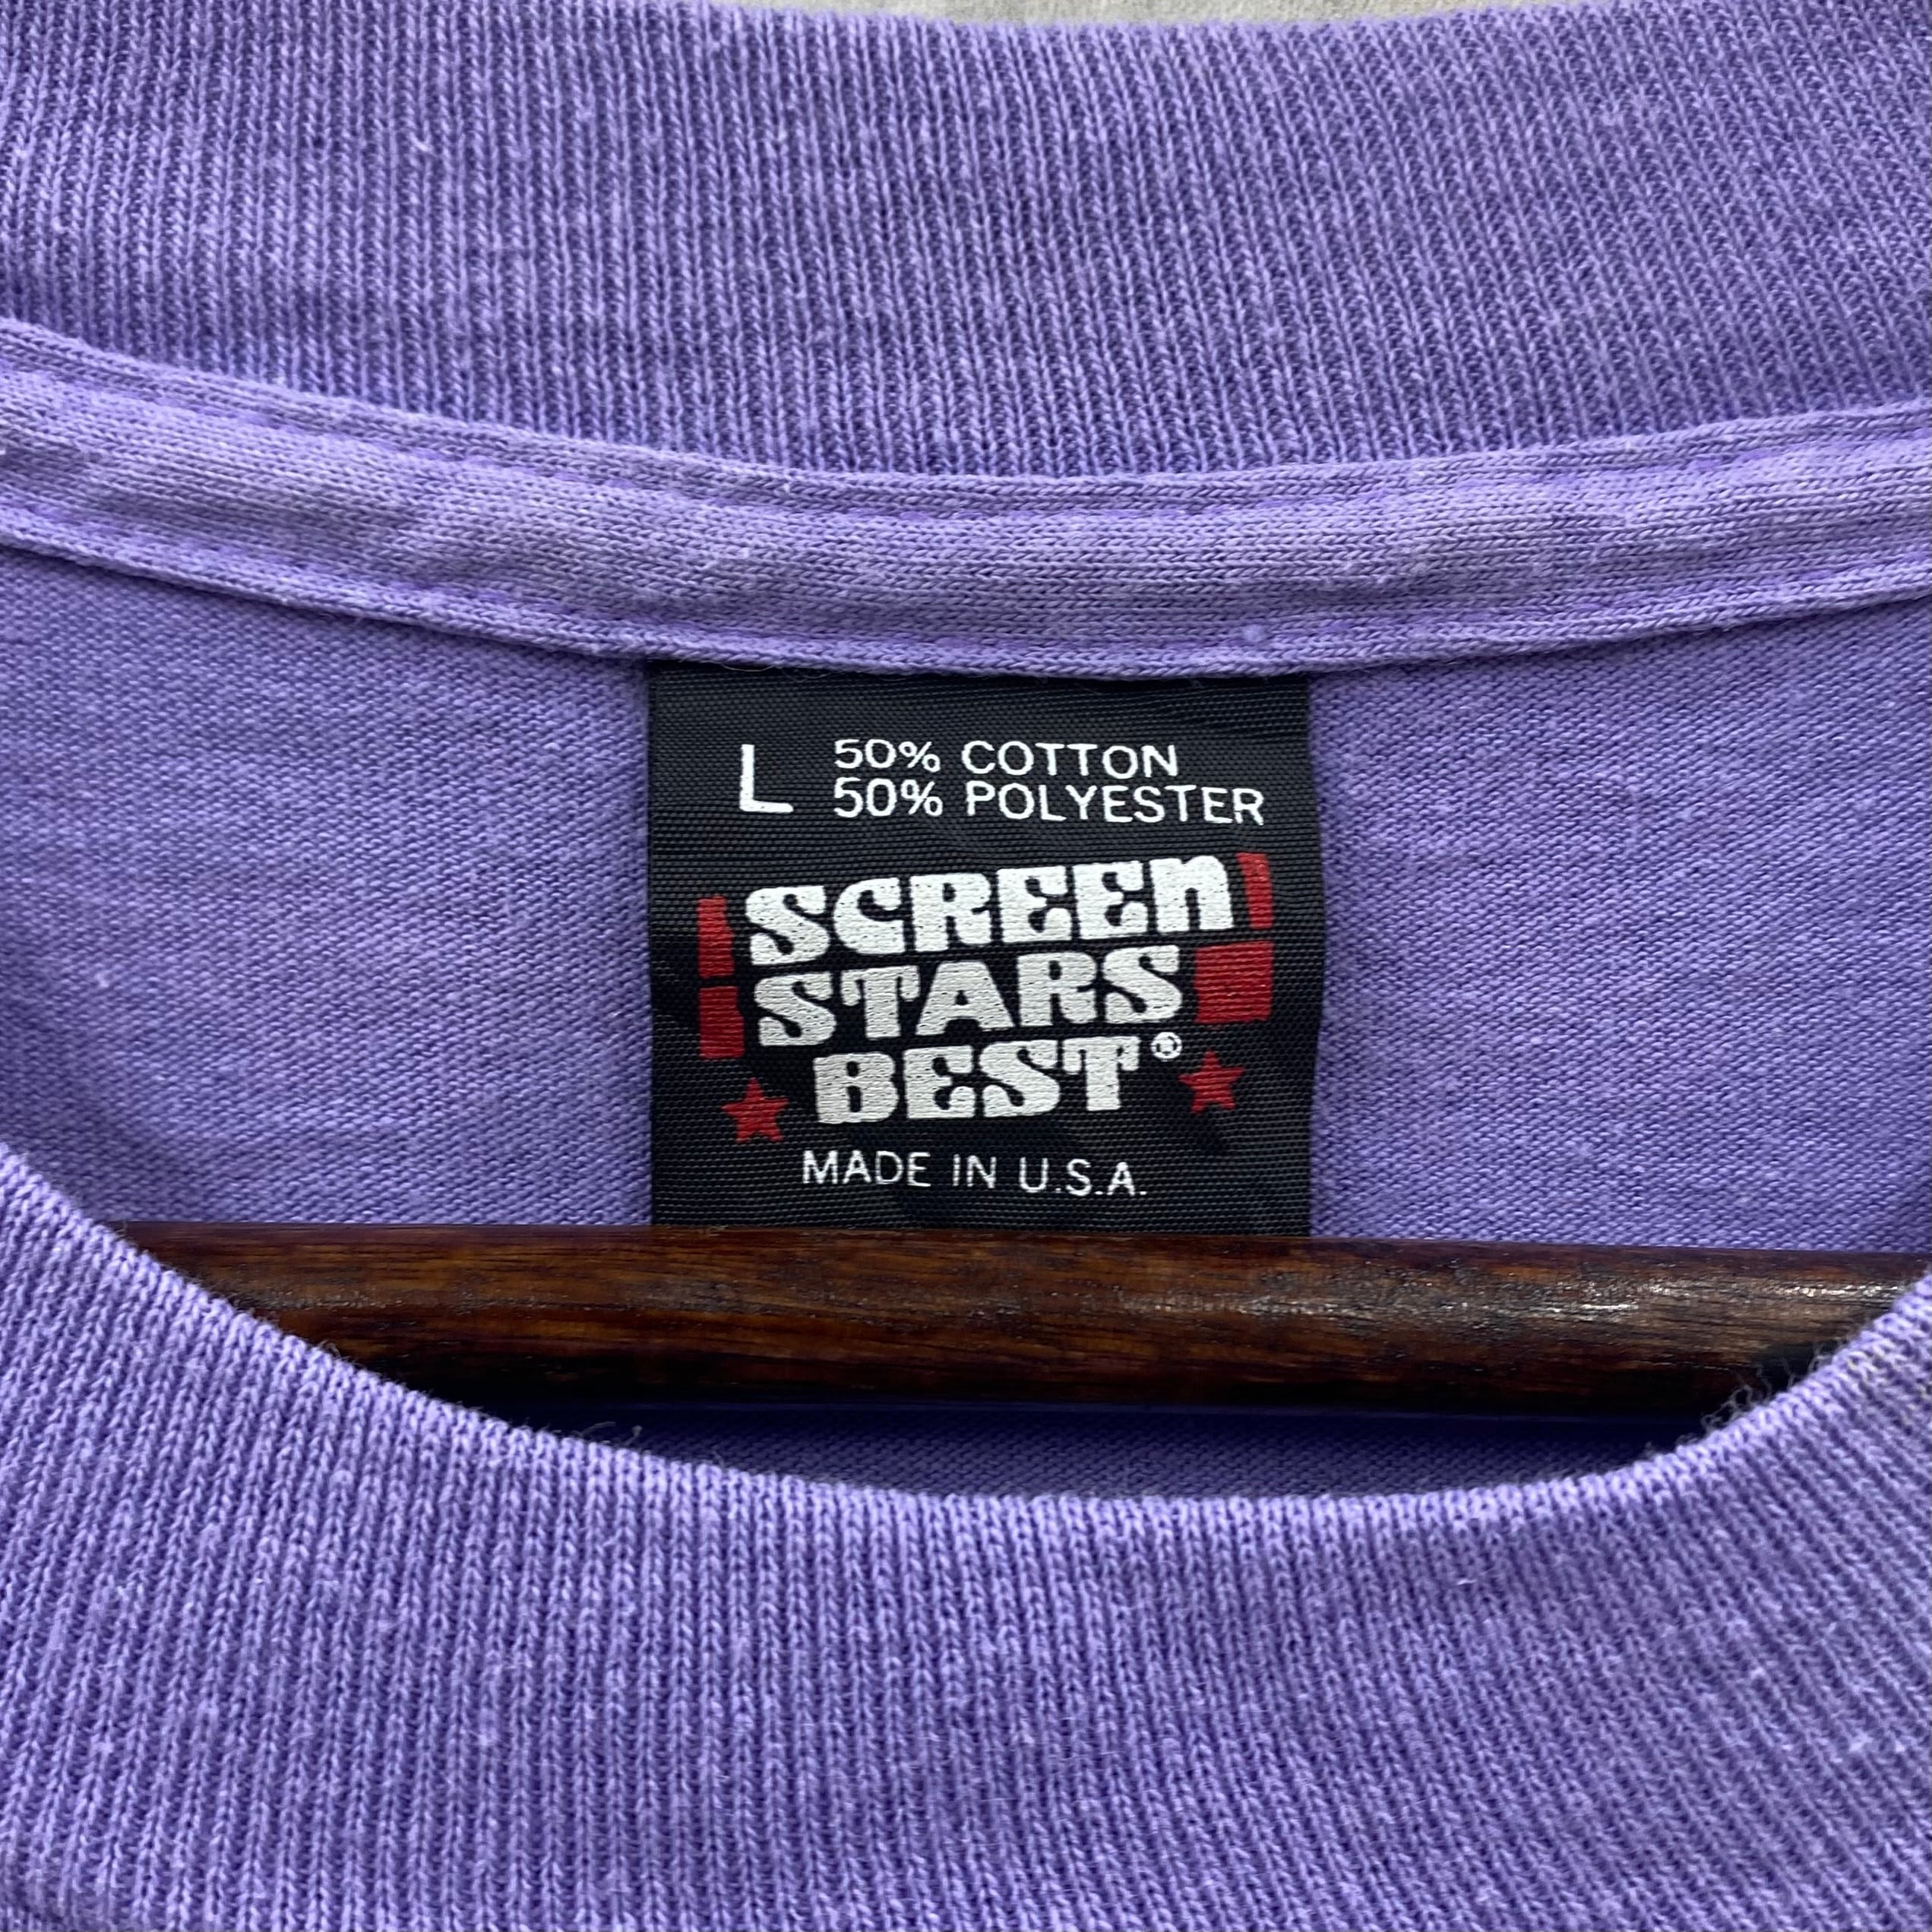 L 50% COTTON
50% POLYESTER
SCREEN
STARS
BEST®
MADE IN U.S.A.